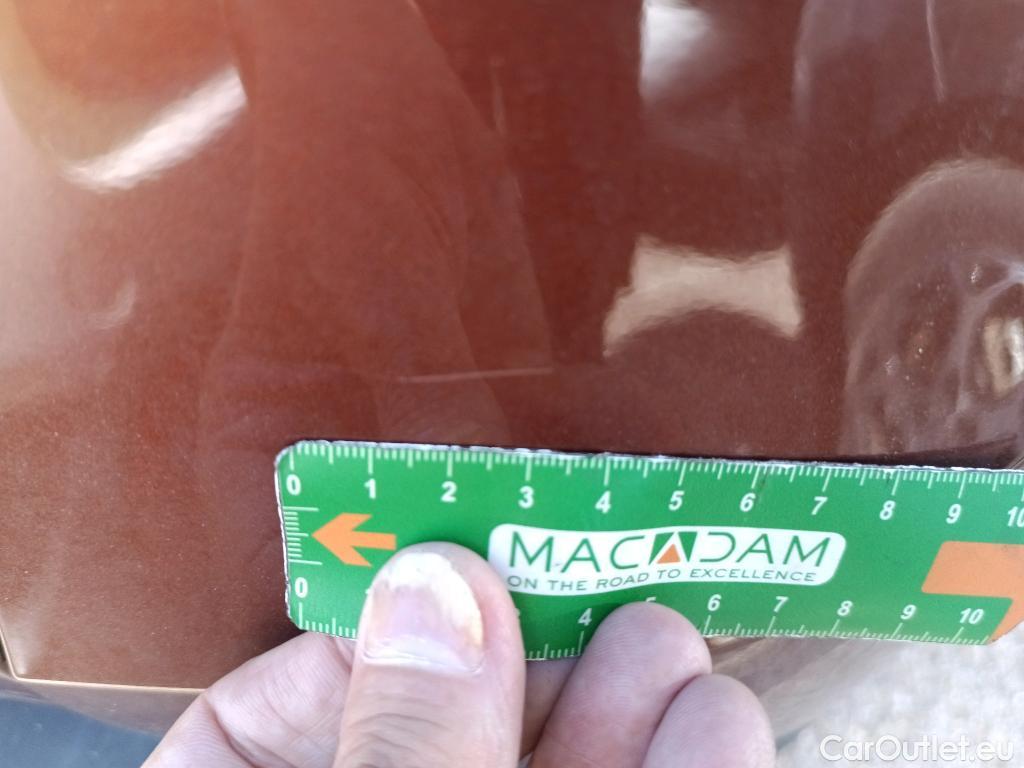 0 1 2 3 4 5 6 7 8 9 10
MACADAM
ON THE ROAD TO EXCELLENCE
0 4 5 6 7 8 9 10
CarOutlet.eu